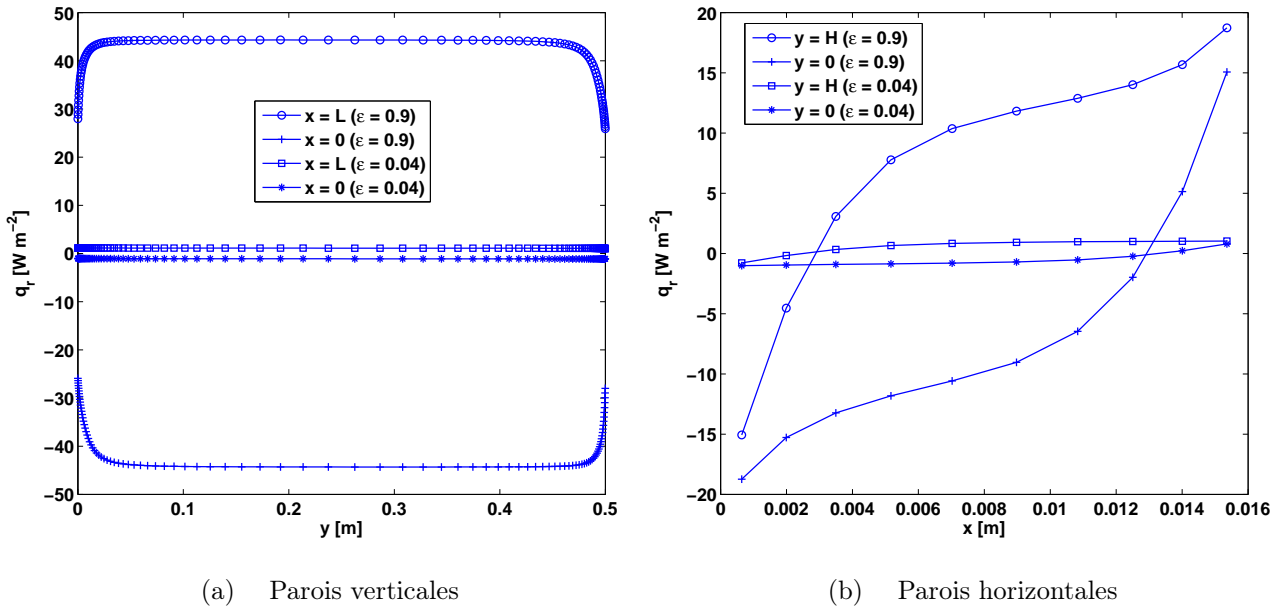 50
40
30
20
10
0
−10
−20
−30
−40
−50
q_r [W m⁻²]
0
0.1
0.2
0.3
0.4
0.5
y [m]
x = L (ε = 0.9)
x = 0 (ε = 0.9)
x = L (ε = 0.04)
x = 0 (ε = 0.04)
(a) Parois verticales
20
15
10
5
0
−5
−10
−15
−20
q_r [W m⁻²]
0
0.002
0.004
0.006
0.008
0.01
0.012
0.014
0.016
x [m]
y = H (ε = 0.9)
y = 0 (ε = 0.9)
y = H (ε = 0.04)
y = 0 (ε = 0.04)
(b) Parois horizontales